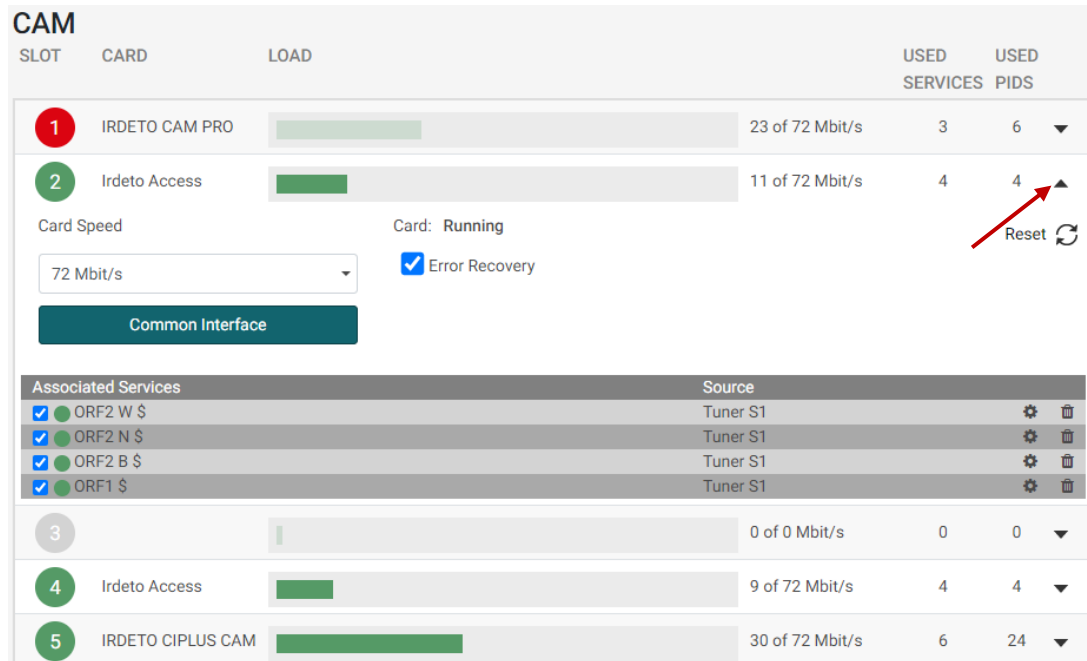 CAM
SLOT CARD LOAD USED SERVICES USED PIDS
1 IRDETO CAM PRO 23 of 72 Mbit/s 3 6
2 Irdeto Access 11 of 72 Mbit/s 4 4
Card Speed Card: Running Reset
72 Mbit/s Error Recovery
Common Interface
Associated Services Source
ORF2 W $ Tuner S1
ORF2 N $ Tuner S1
ORF2 B $ Tuner S1
ORF1 $ Tuner S1
3 0 of 0 Mbit/s 0 0
4 Irdeto Access 9 of 72 Mbit/s 4 4
5 IRDETO CIPLUS CAM 30 of 72 Mbit/s 6 24